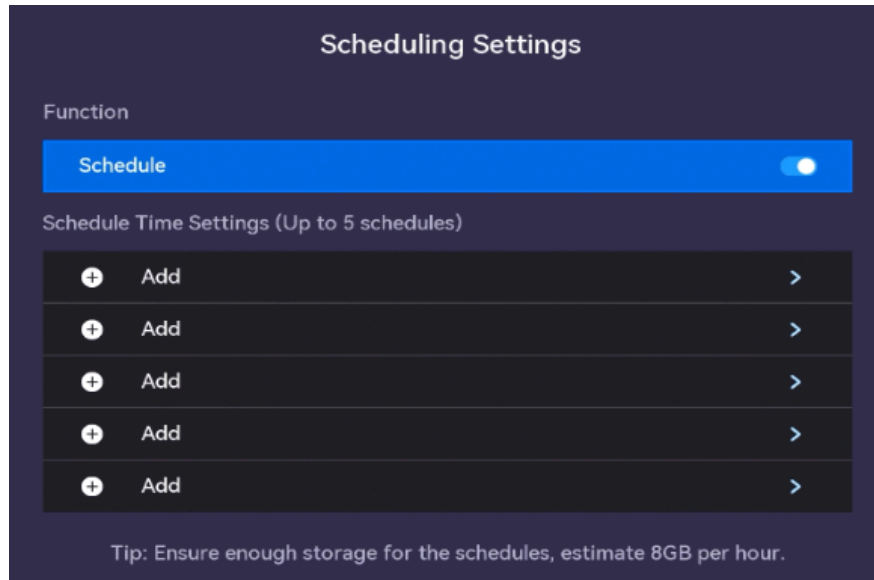 Scheduling Settings
Function
Schedule
Schedule Time Settings (Up to 5 schedules)
Add
Add
Add
Add
Add
Tip: Ensure enough storage for the schedules, estimate 8GB per hour.